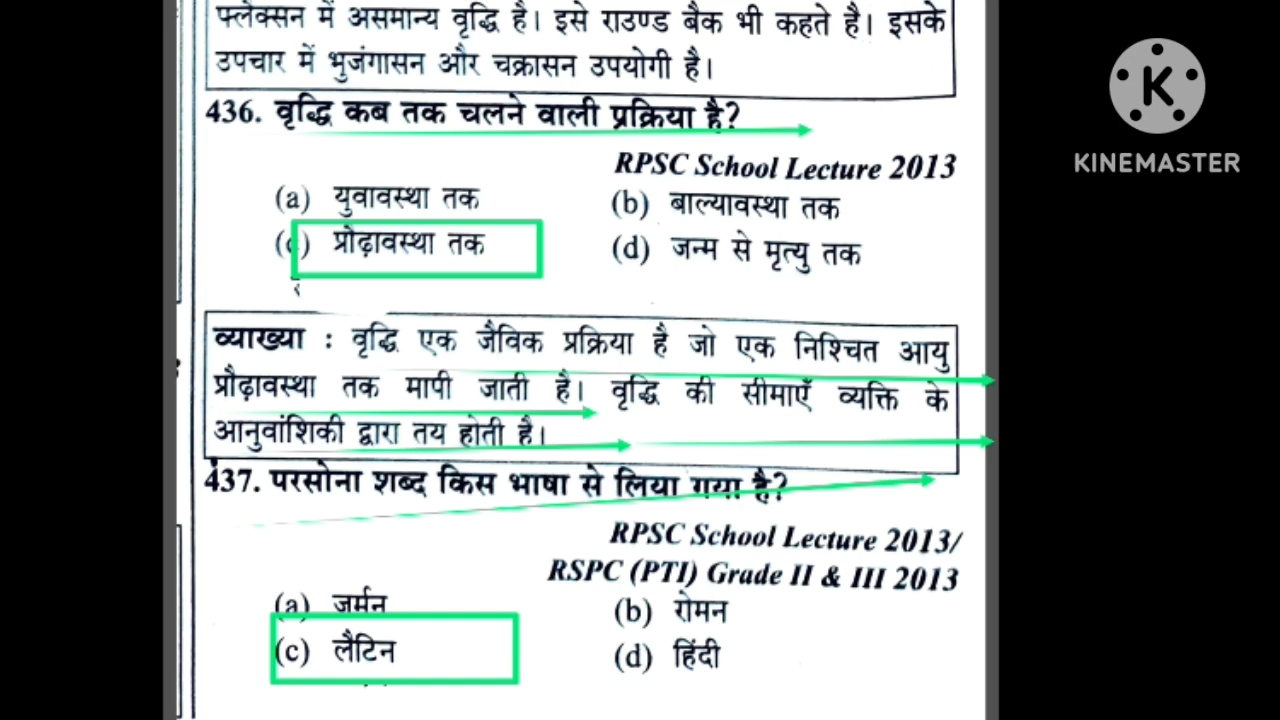 फ्लेक्सन में असमान्य वृद्धि है। इसे राउण्ड बैक भी कहते है। इसके
उपचार में भुजंगासन और चक्रासन उपयोगी है।
436. वृद्धि कब तक चलने वाली प्रक्रिया है?
RPSC School Lecture 2013
(a) युवावस्था तक (b) बाल्यावस्था तक
(c) प्रौढ़ावस्था तक (d) जन्म से मृत्यु तक
व्याख्या : वृद्धि एक जैविक प्रक्रिया है जो एक निश्चित आयु
प्रौढ़ावस्था तक मापी जाती है। वृद्धि की सीमाएँ व्यक्ति के
आनुवांशिकी द्वारा तय होती है।
437. परसोना शब्द किस भाषा से लिया गया है?
RPSC School Lecture 2013/
RSPC (PTI) Grade II & III 2013
(a) जर्मन (b) रोमन
(c) लैटिन (d) हिंदी
K
KINEMASTER